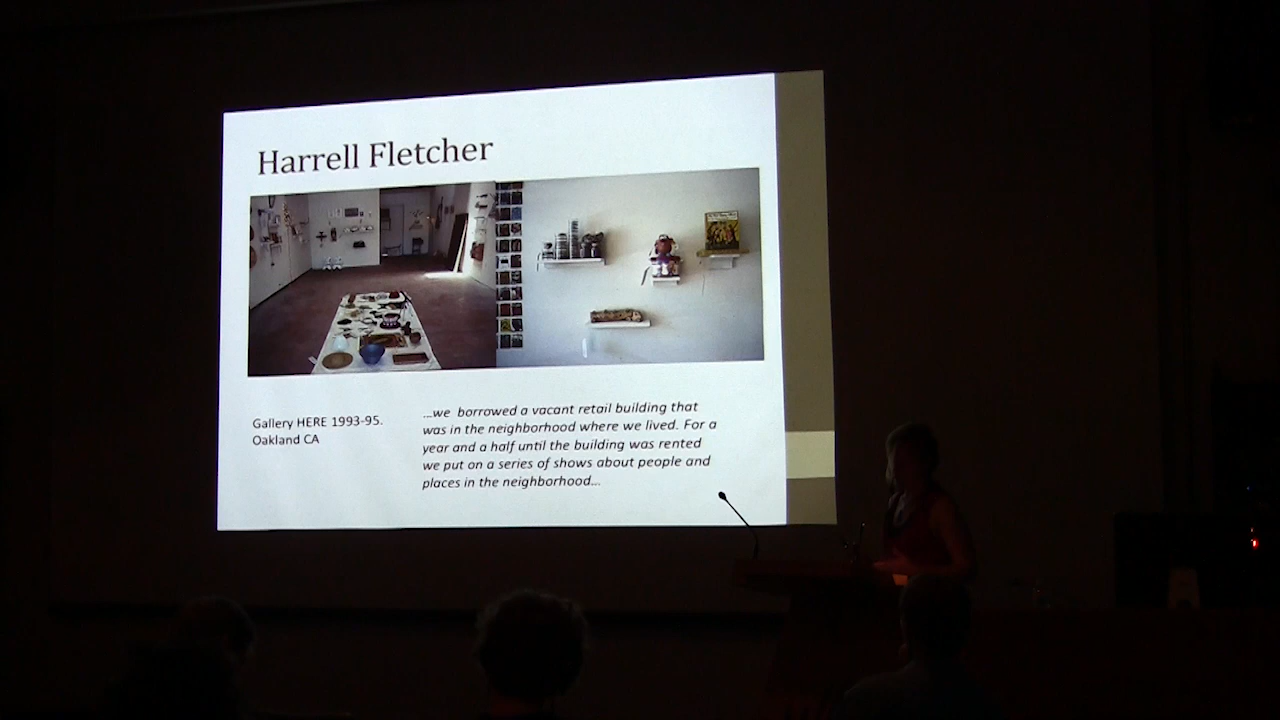 Harrell Fletcher
Gallery HERE 1993-95.
Oakland CA
...we borrowed a vacant retail building that
was in the neighborhood where we lived. For a
year and a half until the building was rented
we put on a series of shows about people and
places in the neighborhood...